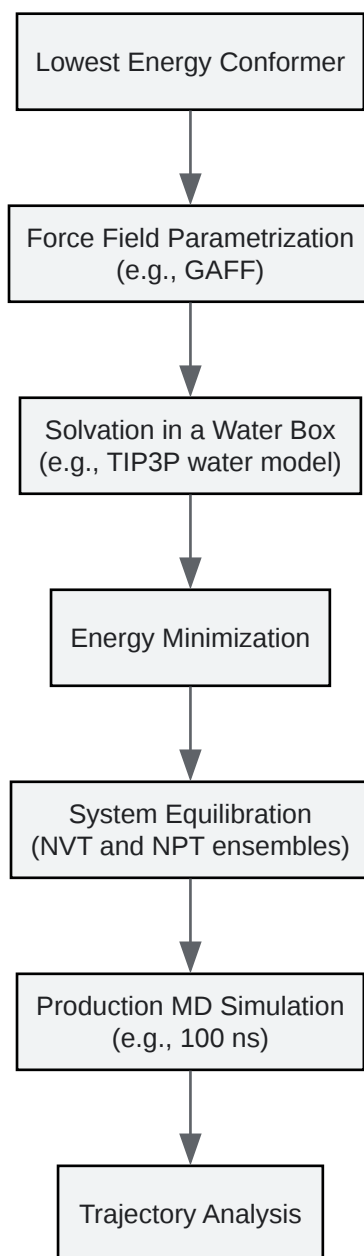 Lowest Energy Conformer
Force Field Parametrization
(e.g., GAFF)
Solvation in a Water Box
(e.g., TIP3P water model)
Energy Minimization
System Equilibration
(NVT and NPT ensembles)
Production MD Simulation
(e.g., 100 ns)
Trajectory Analysis